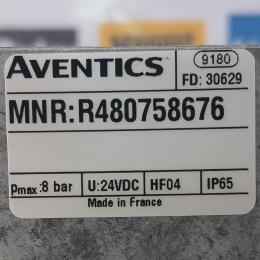 AVENTICS 9180
FD: 30629
MNR:R480758676
pmax:8 bar U:24VDC HF04 IP65
Made in France